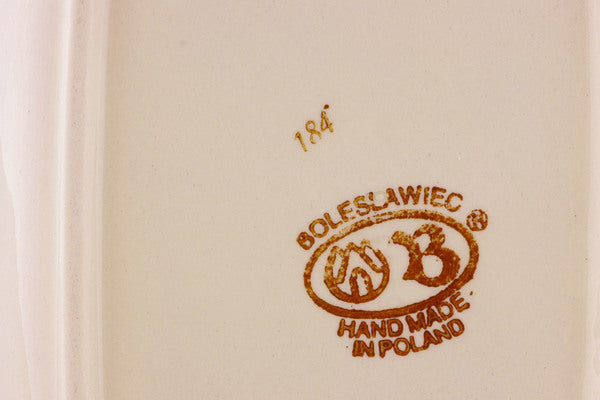 184
BOLESLAWIEC ®
B
HAND MADE
IN POLAND